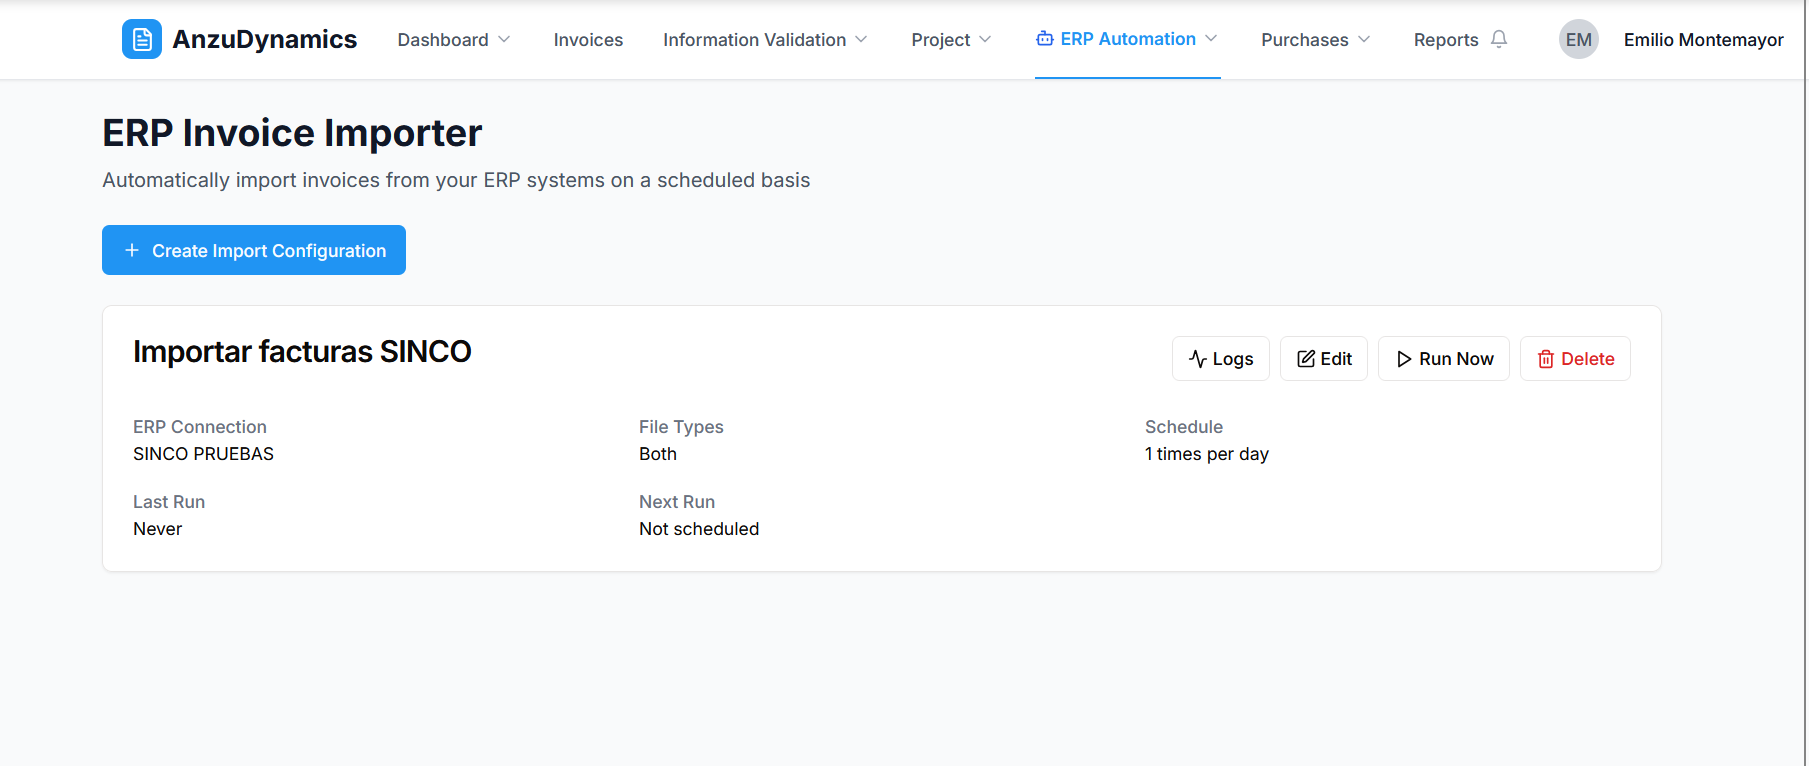 AnzuDynamics Dashboard Invoices Information Validation Project ERP Automation Purchases Reports EM Emilio Montemayor
ERP Invoice Importer
Automatically import invoices from your ERP systems on a scheduled basis
+ Create Import Configuration
Importar facturas SINCO Logs Edit Run Now Delete
ERP Connection File Types Schedule
SINCO PRUEBAS Both 1 times per day
Last Run Next Run
Never Not scheduled